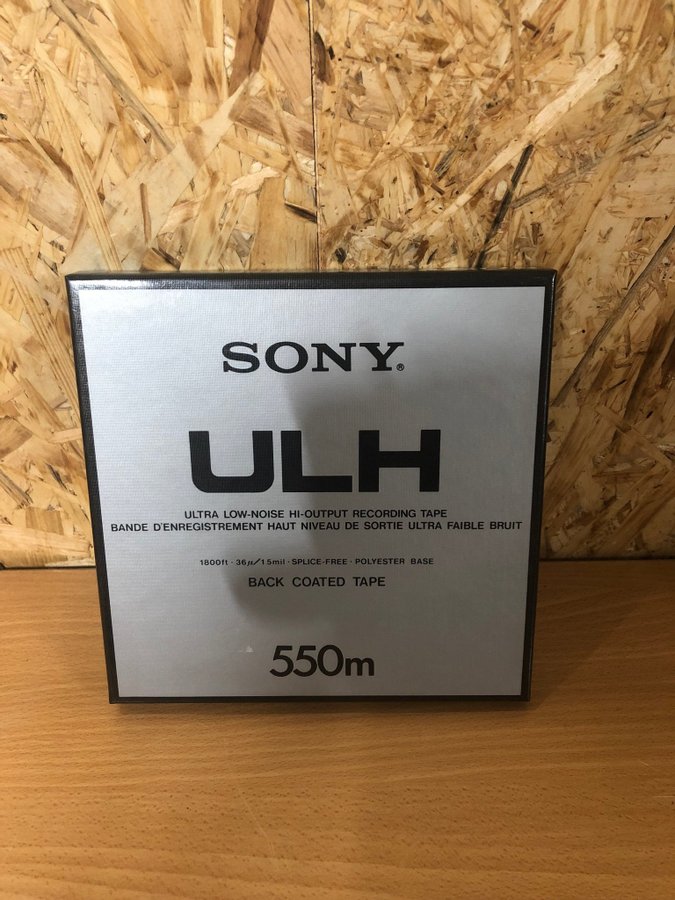 SONY®
ULH
ULTRA LOW-NOISE HI-OUTPUT RECORDING TAPE
BANDE D'ENREGISTREMENT HAUT NIVEAU DE SORTIE ULTRA FAIBLE BRUIT
1800ft · 36μ/1.5mil · SPLICE-FREE · POLYESTER BASE
BACK COATED TAPE
550m